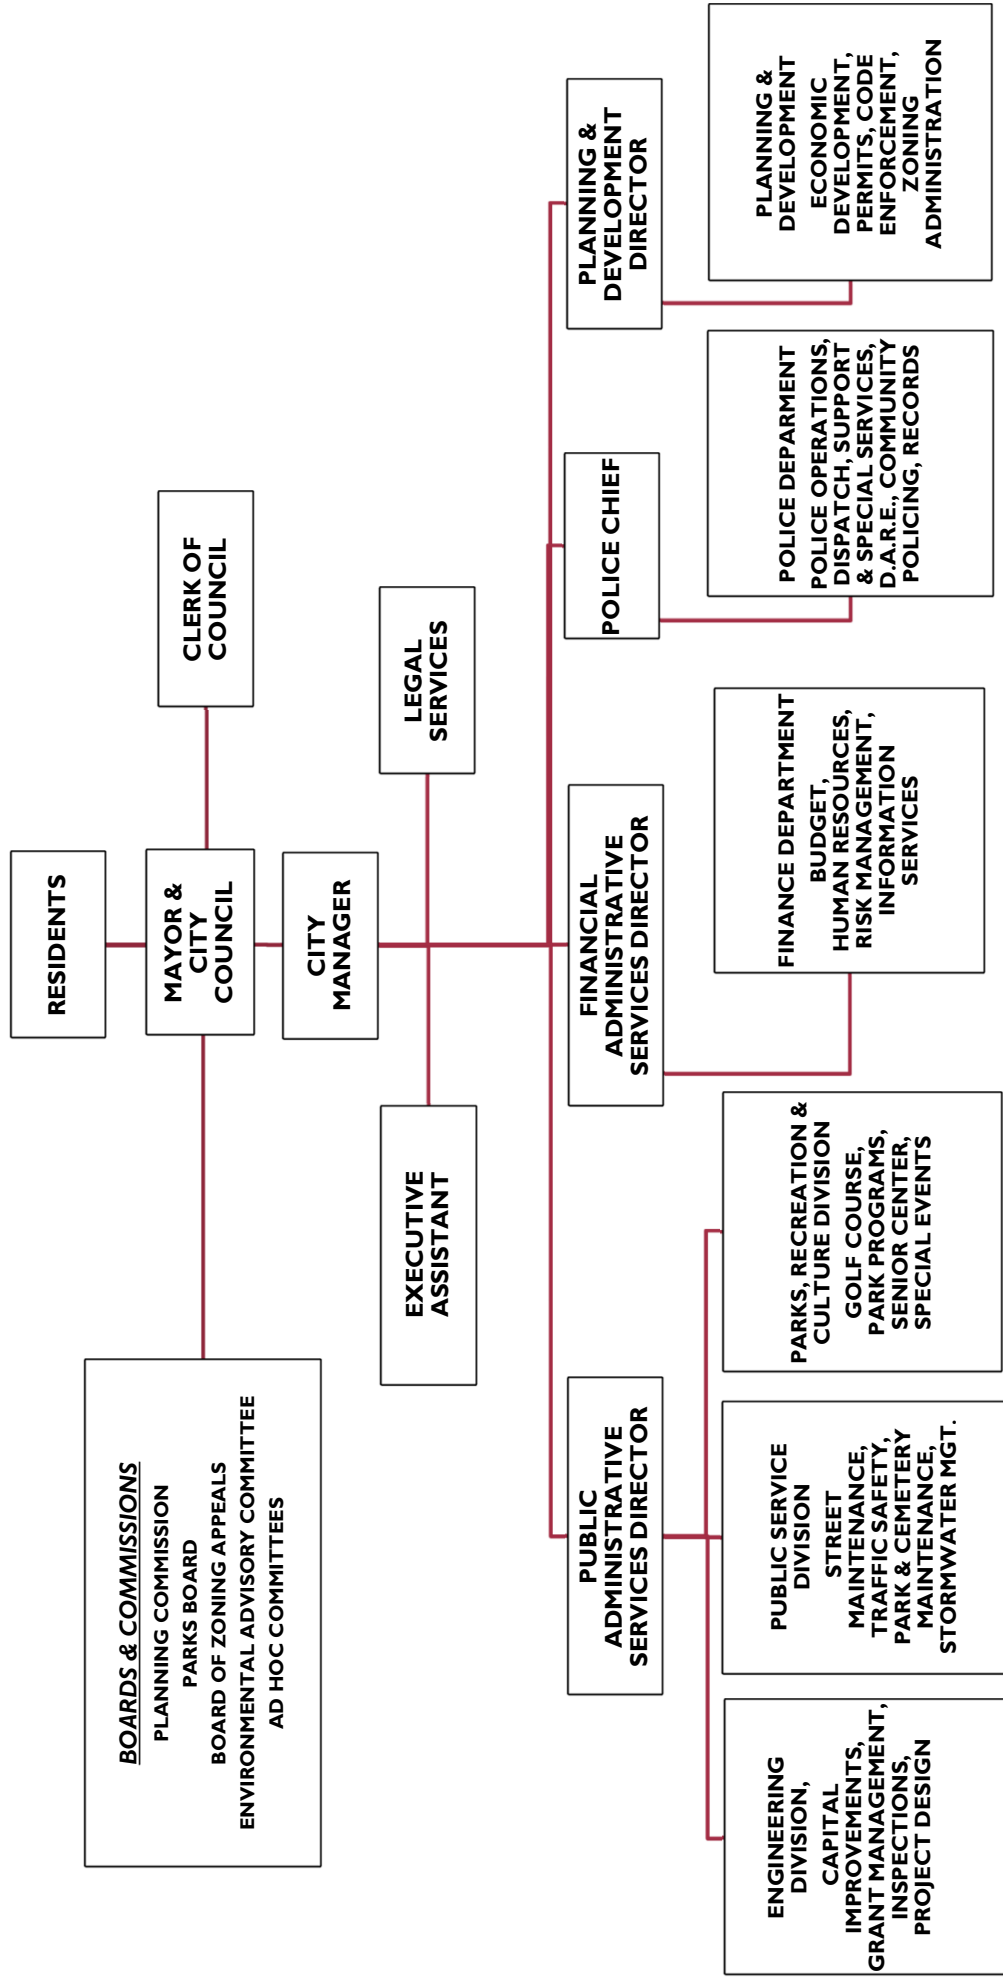 RESIDENTS
BOARDS & COMMISSIONS
PLANNING COMMISSION
PARKS BOARD
BOARD OF ZONING APPEALS
ENVIRONMENTAL ADVISORY COMMITTEE
AD HOC COMMITTEES
MAYOR &
CITY
COUNCIL
CLERK OF
COUNCIL
CITY
MANAGER
EXECUTIVE
ASSISTANT
LEGAL
SERVICES
PUBLIC
ADMINISTRATIVE
SERVICES DIRECTOR
FINANCIAL
ADMINISTRATIVE
SERVICES DIRECTOR
POLICE CHIEF
PLANNING &
DEVELOPMENT
DIRECTOR
ENGINEERING
DIVISION,
CAPITAL
IMPROVEMENTS,
GRANT MANAGEMENT,
INSPECTIONS,
PROJECT DESIGN
PUBLIC SERVICE
DIVISION
STREET
MAINTENANCE,
TRAFFIC SAFETY,
PARK & CEMETERY
MAINTENANCE,
STORMWATER MGT.
PARKS, RECREATION &
CULTURE DIVISION
GOLF COURSE,
PARK PROGRAMS,
SENIOR CENTER,
SPECIAL EVENTS
FINANCE DEPARTMENT
BUDGET,
HUMAN RESOURCES,
RISK MANAGEMENT,
INFORMATION
SERVICES
POLICE DEPARMENT
POLICE OPERATIONS,
DISPATCH, SUPPORT
& SPECIAL SERVICES,
D.A.R.E., COMMUNITY
POLICING, RECORDS
PLANNING &
DEVELOPMENT
ECONOMIC
DEVELOPMENT,
PERMITS, CODE
ENFORCEMENT,
ZONING
ADMINISTRATION